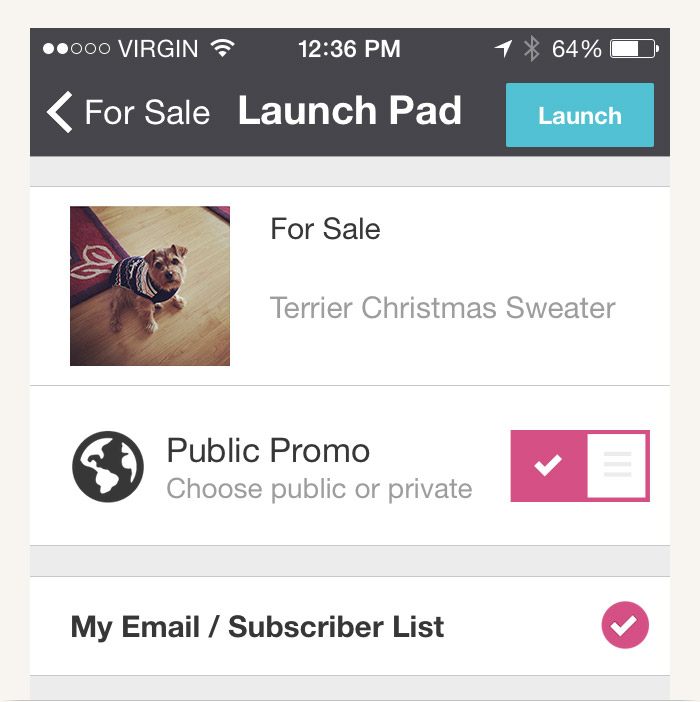 VIRGIN 12:36 PM 64%
For Sale Launch Pad Launch
For Sale
Terrier Christmas Sweater
Public Promo
Choose public or private
My Email / Subscriber List